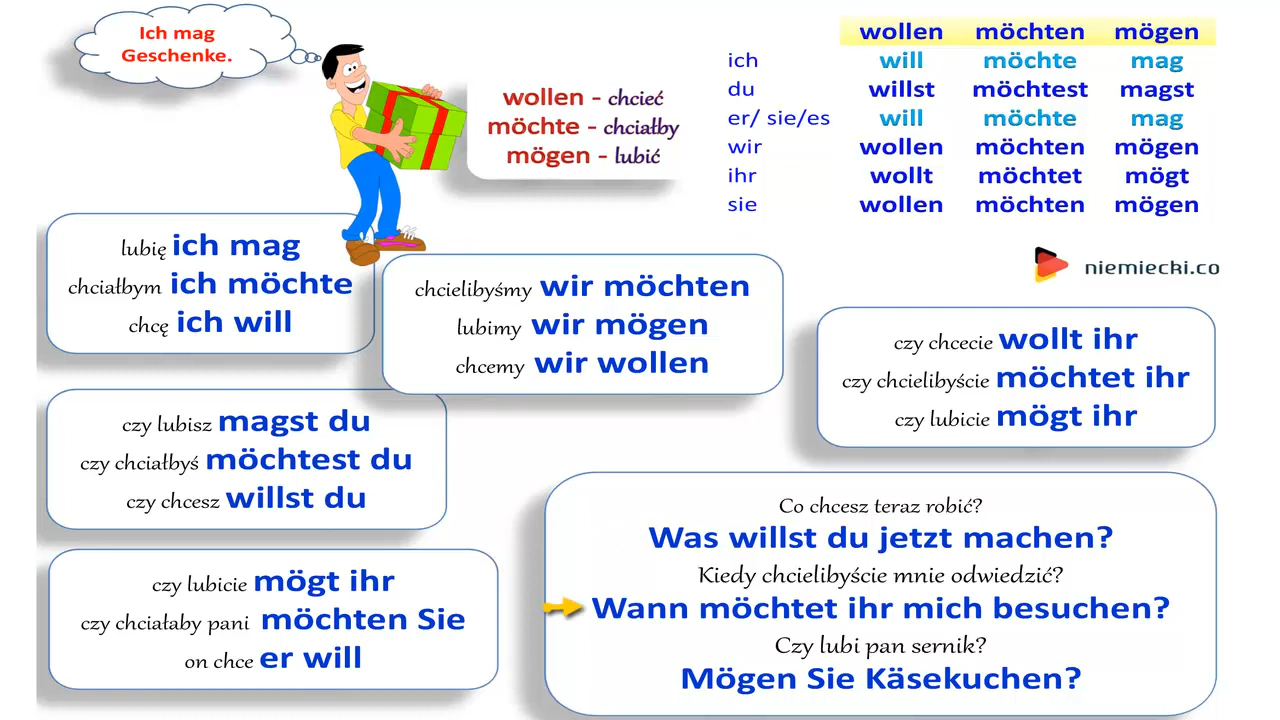 Ich mag
Geschenke.
wollen - chcieć
möchte - chciałby
mögen - lubić
wollen möchten mögen
ich will möchte mag
du willst möchtest magst
er/ sie/es will möchte mag
wir wollen möchten mögen
ihr wollt möchtet mögt
sie wollen möchten mögen
niemiecki.co
lubię ich mag
chciałbym ich möchte
chcę ich will
chcielibyśmy wir möchten
lubimy wir mögen
chcemy wir wollen
czy chcecie wollt ihr
czy chcielibyście möchtet ihr
czy lubicie mögt ihr
czy lubisz magst du
czy chciałbyś möchtest du
czy chcesz willst du
czy lubicie mögt ihr
czy chciałaby pani möchten Sie
on chce er will
Co chcesz teraz robić?
Was willst du jetzt machen?
Kiedy chcielibyście mnie odwiedzić?
Wann möchtet ihr mich besuchen?
Czy lubi pan sernik?
Mögen Sie Käsekuchen?